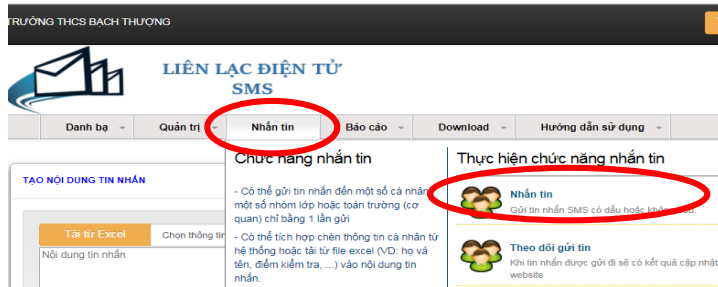 TRƯỜNG THCS BẠCH THƯỢNG
LIÊN LẠC ĐIỆN TỬ
SMS
Danh bạ
Quản trị
Nhắn tin
Báo cáo
Download
Hướng dẫn sử dụng
TẠO NỘI DUNG TIN NHẮN
Tải từ Excel
Chọn thông tin
Nội dung tin nhắn
Chức năng nhắn tin
- Có thể gửi tin nhắn đến một số cá nhân
một số nhóm lớp hoặc toàn trường (cơ
quan) chỉ bằng 1 lần gửi
- Có thể tích hợp chèn thông tin cá nhân từ
hệ thống hoặc tải từ file excel (VD: họ và
tên, điểm kiểm tra, ...) vào nội dung tin
nhắn.
Thực hiện chức năng nhắn tin
Nhắn tin
Gửi tin nhắn SMS có dấu hoặc không
Theo dõi gửi tin
Khi tin nhắn được gửi đi sẽ có kết quả cập nhật
website